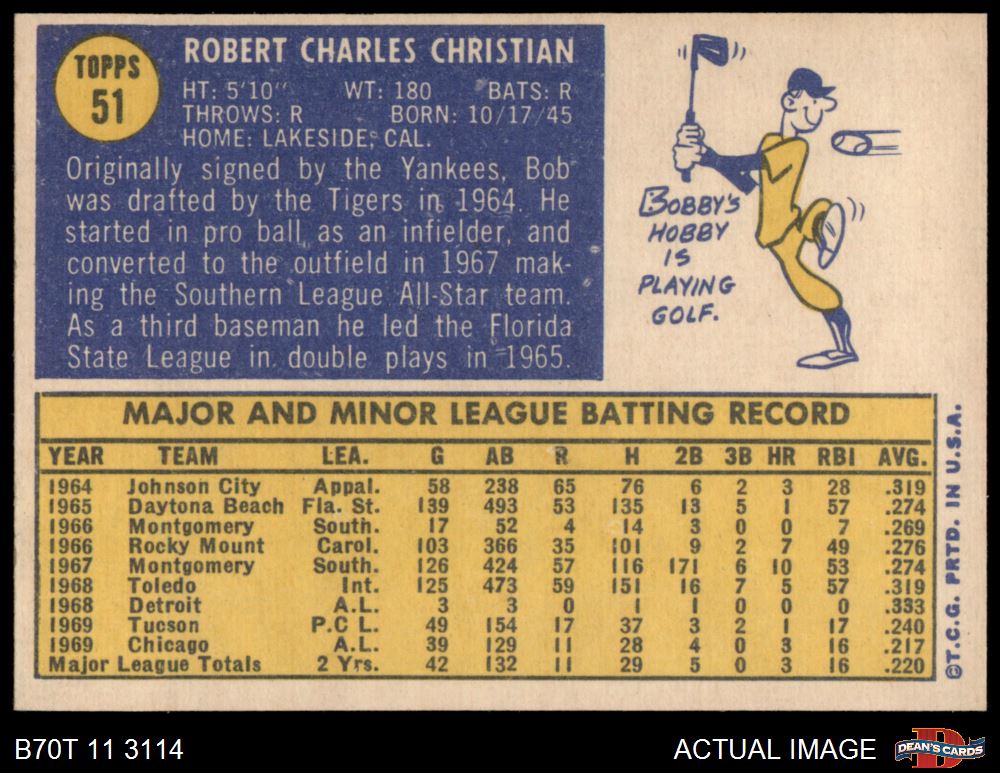 TOPPS
51
ROBERT CHARLES CHRISTIAN
HT: 5'10" WT: 180 BATS: R
THROWS: R BORN: 10/17/45
HOME: LAKESIDE, CAL.
Originally signed by the Yankees, Bob
was drafted by the Tigers in 1964. He
started in pro ball as an infielder, and
converted to the outfield in 1967 mak-
ing the Southern League All-Star team.
As a third baseman he led the Florida
State League in double plays in 1965.
BOBBY'S
HOBBY
IS
PLAYING
GOLF.
MAJOR AND MINOR LEAGUE BATTING RECORD
YEAR TEAM LEA. G AB R H 2B 3B HR RBI AVG.
1964 Johnson City Appal. 58 238 65 76 6 2 3 28 .319
1965 Daytona Beach Fla. St. 139 493 53 135 13 5 1 57 .274
1966 Montgomery South. 17 52 4 14 3 0 0 7 .269
1966 Rocky Mount Carol. 103 366 35 101 9 2 7 49 .276
1967 Montgomery South. 126 424 57 116 171 6 10 53 .274
1968 Toledo Int. 125 473 59 151 16 7 5 57 .319
1968 Detroit A.L. 3 3 0 1 1 0 0 0 .333
1969 Tucson P.C L. 49 154 17 37 3 2 1 17 .240
1969 Chicago A.L. 39 129 11 28 4 0 3 16 .217
Major League Totals 2 Yrs. 42 132 11 29 5 0 3 16 .220
©T.C.G. PRTD. IN U.S.A.
B70T 11 3114
ACTUAL IMAGE
D
DEAN'S CARDS